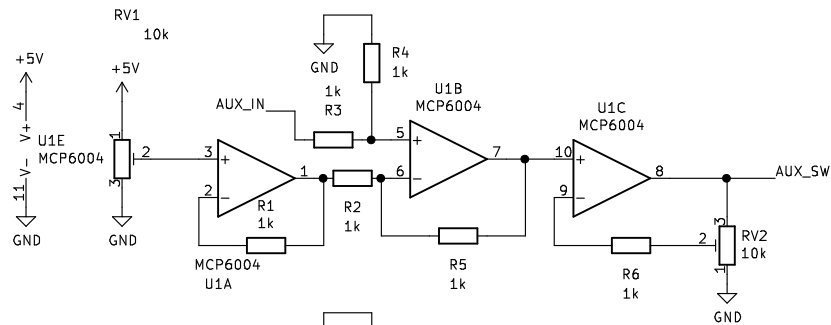 RV1
10k
+5V
+5V
GND
R4
1k
1k
R3
AUX_IN
U1B
MCP6004
U1C
MCP6004
4
V+
U1E
MCP6004
V-
11
GND
1
2
3
GND
3
2
1
R1
1k
MCP6004
U1A
R2
1k
5
6
7
R5
1k
10
9
8
AUX_SW
R6
1k
3
2
1
RV2
10k
GND